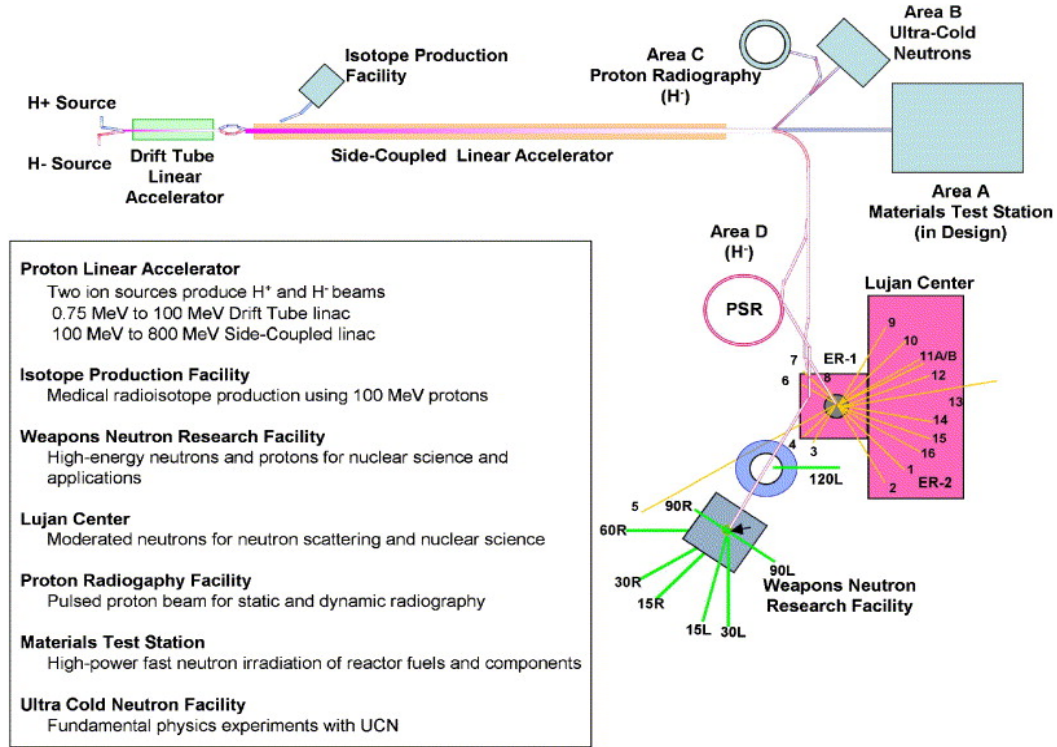 Isotope Production
Facility
Area C
Proton Radiography
(H-)
Area B
Ultra-Cold
Neutrons
H+ Source
H- Source
Drift Tube
Linear
Accelerator
Side-Coupled Linear Accelerator
Area A
Materials Test Station
(in Design)
Area D
(H-)
PSR
Lujan Center
ER-1
ER-2
9
10
11A/B
12
13
14
15
16
1
2
3
4
5
6
7
8
120L
90R
60R
30R
15R
15L
30L
90L
Weapons Neutron
Research Facility
Proton Linear Accelerator
Two ion sources produce H+ and H- beams
0.75 MeV to 100 MeV Drift Tube linac
100 MeV to 800 MeV Side-Coupled linac
Isotope Production Facility
Medical radioisotope production using 100 MeV protons
Weapons Neutron Research Facility
High-energy neutrons and protons for nuclear science and
applications
Lujan Center
Moderated neutrons for neutron scattering and nuclear science
Proton Radiogaphy Facility
Pulsed proton beam for static and dynamic radiography
Materials Test Station
High-power fast neutron irradiation of reactor fuels and components
Ultra Cold Neutron Facility
Fundamental physics experiments with UCN